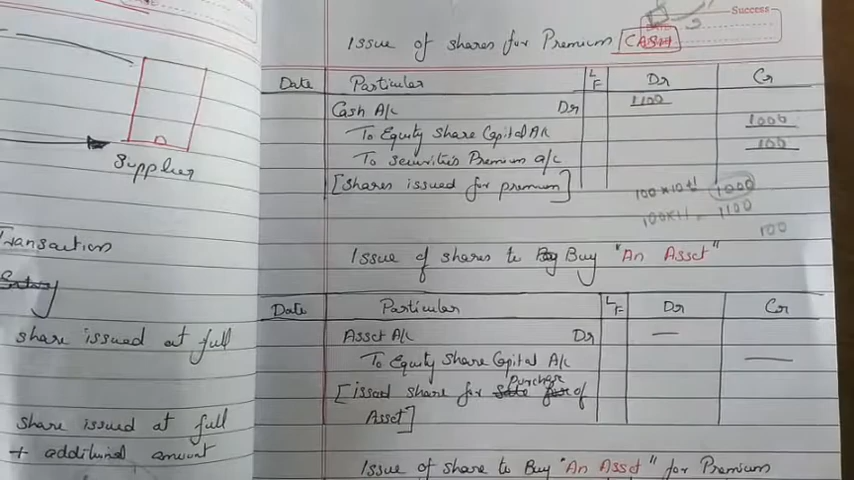 Supplier
Transaction
share issued at full
share issued at full
+ additional amount
Success
Issue of shares for Premium CASH
Date Particular L F Dr Cr
Cash A/c Dr 1100
To Equity Share Capital A/c 1000
To Securities Premium a/c 100
[Shares issued for premium]
100×10 1000
100×11 = 1100
100
Issue of shares to Buy "An Asset"
Date Particular L F Dr Cr
Asset A/c Dr —
To Equity Share Capital A/c —
[issed share for Purchase of
Asset]
Issue of share to Buy "An Asset" for Premium